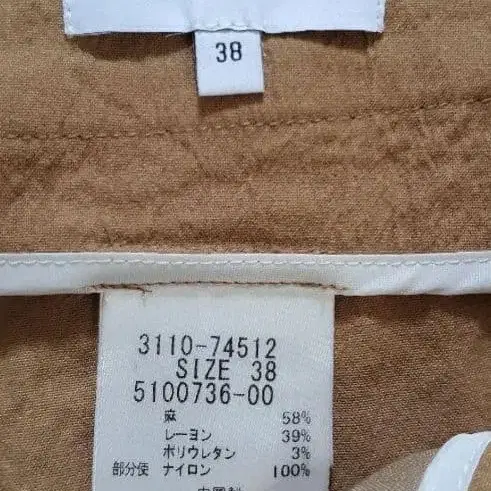 38
3110-74512
SIZE 38
5100736-00
麻 58%
レーヨン 39%
ポリウレタン 3%
部分使 ナイロン 100%